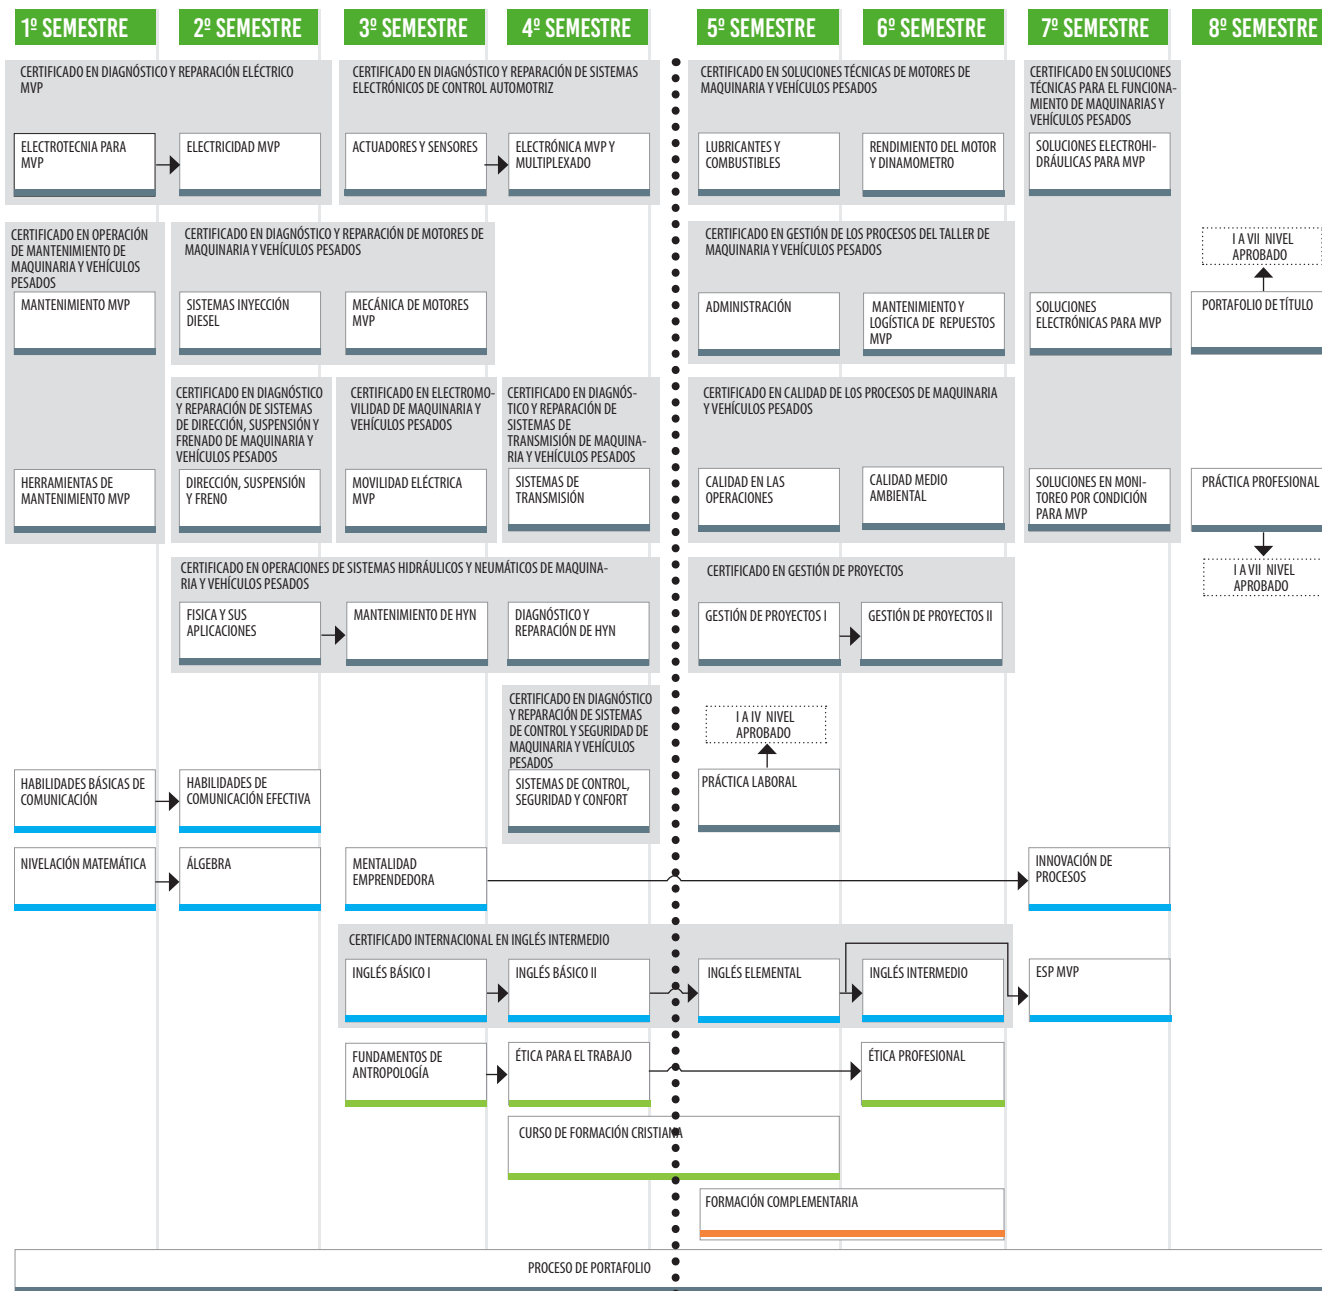 1º SEMESTRE
2º SEMESTRE
3º SEMESTRE
4º SEMESTRE
5º SEMESTRE
6º SEMESTRE
7º SEMESTRE
8º SEMESTRE
CERTIFICADO EN DIAGNÓSTICO Y REPARACIÓN ELÉCTRICO
MVP
CERTIFICADO EN DIAGNÓSTICO Y REPARACIÓN DE SISTEMAS
ELECTRÓNICOS DE CONTROL AUTOMOTRIZ
CERTIFICADO EN SOLUCIONES TÉCNICAS DE MOTORES DE
MAQUINARIA Y VEHÍCULOS PESADOS
CERTIFICADO EN SOLUCIONES
TÉCNICAS PARA EL FUNCIONA-
MIENTO DE MAQUINARIAS Y
VEHÍCULOS PESADOS
ELECTROTECNIA PARA
MVP
ELECTRICIDAD MVP
ACTUADORES Y SENSORES
ELECTRÓNICA MVP Y
MULTIPLEXADO
LUBRICANTES Y
COMBUSTIBLES
RENDIMIENTO DEL MOTOR
Y DINAMOMETRO
SOLUCIONES ELECTROHI-
DRÁULICAS PARA MVP
CERTIFICADO EN OPERACIÓN
DE MANTENIMIENTO DE
MAQUINARIA Y VEHÍCULOS
PESADOS
CERTIFICADO EN DIAGNÓSTICO Y REPARACIÓN DE MOTORES DE
MAQUINARIA Y VEHÍCULOS PESADOS
CERTIFICADO EN GESTIÓN DE LOS PROCESOS DEL TALLER DE
MAQUINARIA Y VEHÍCULOS PESADOS
I A VII NIVEL
APROBADO
MANTENIMIENTO MVP
SISTEMAS INYECCIÓN
DIESEL
MECÁNICA DE MOTORES
MVP
ADMINISTRACIÓN
MANTENIMIENTO Y
LOGÍSTICA DE REPUESTOS
MVP
SOLUCIONES
ELECTRÓNICAS PARA MVP
PORTAFOLIO DE TÍTULO
CERTIFICADO EN DIAGNÓSTICO
Y REPARACIÓN DE SISTEMAS
DE DIRECCIÓN, SUSPENSIÓN Y
FRENADO DE MAQUINARIA Y
VEHÍCULOS PESADOS
CERTIFICADO EN ELECTROMO-
VILIDAD DE MAQUINARIA Y
VEHÍCULOS PESADOS
CERTIFICADO EN DIAGNÓS-
TICO Y REPARACIÓN DE
SISTEMAS DE
TRANSMISIÓN DE MAQUINA-
RIA Y VEHÍCULOS PESADOS
CERTIFICADO EN CALIDAD DE LOS PROCESOS DE MAQUINARIA
Y VEHÍCULOS PESADOS
HERRAMIENTAS DE
MANTENIMIENTO MVP
DIRECCIÓN, SUSPENSIÓN
Y FRENO
MOVILIDAD ELÉCTRICA
MVP
SISTEMAS DE
TRANSMISIÓN
CALIDAD EN LAS
OPERACIONES
CALIDAD MEDIO
AMBIENTAL
SOLUCIONES EN MONI-
TOREO POR CONDICIÓN
PARA MVP
PRÁCTICA PROFESIONAL
I A VII NIVEL
APROBADO
CERTIFICADO EN OPERACIONES DE SISTEMAS HIDRÁULICOS Y NEUMÁTICOS DE MAQUINA-
RIA Y VEHÍCULOS PESADOS
CERTIFICADO EN GESTIÓN DE PROYECTOS
FISICA Y SUS
APLICACIONES
MANTENIMIENTO DE HYN
DIAGNÓSTICO Y
REPARACIÓN DE HYN
GESTIÓN DE PROYECTOS I
GESTIÓN DE PROYECTOS II
CERTIFICADO EN DIAGNÓSTICO
Y REPARACIÓN DE SISTEMAS
DE CONTROL Y SEGURIDAD DE
MAQUINARIA Y VEHÍCULOS
PESADOS
I A IV NIVEL
APROBADO
HABILIDADES BÁSICAS DE
COMUNICACIÓN
HABILIDADES DE
COMUNICACIÓN EFECTIVA
SISTEMAS DE CONTROL,
SEGURIDAD Y CONFORT
PRÁCTICA LABORAL
NIVELACIÓN MATEMÁTICA
ÁLGEBRA
MENTALIDAD
EMPRENDEDORA
INNOVACIÓN DE
PROCESOS
CERTIFICADO INTERNACIONAL EN INGLÉS INTERMEDIO
INGLÉS BÁSICO I
INGLÉS BÁSICO II
INGLÉS ELEMENTAL
INGLÉS INTERMEDIO
ESP MVP
FUNDAMENTOS DE
ANTROPOLOGÍA
ÉTICA PARA EL TRABAJO
ÉTICA PROFESIONAL
CURSO DE FORMACIÓN CRISTIANA
FORMACIÓN COMPLEMENTARIA
PROCESO DE PORTAFOLIO